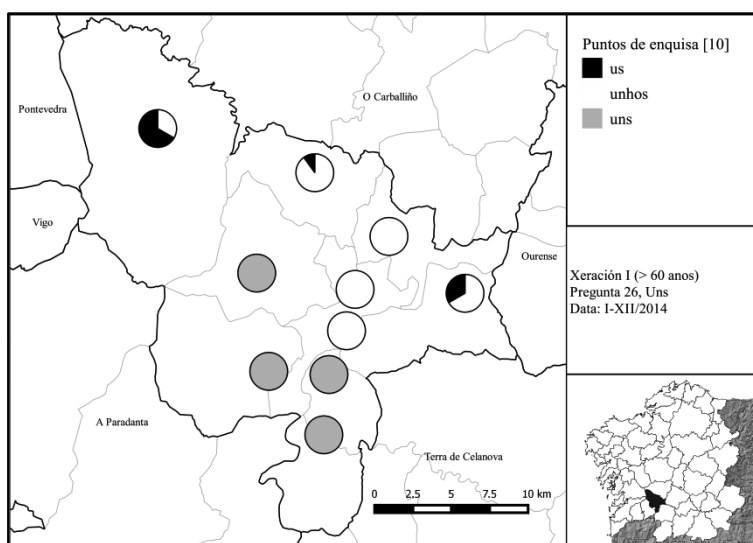 Puntos de enquisa [10]
us
unhos
uns
Pontevedra
O Carballiño
Vigo
Ourense
Xeración I (> 60 anos)
Pregunta 26, Uns
Data: I-XII/2014
A Paradanta
Terra de Celanova
0 2,5 5 7,5 10 km